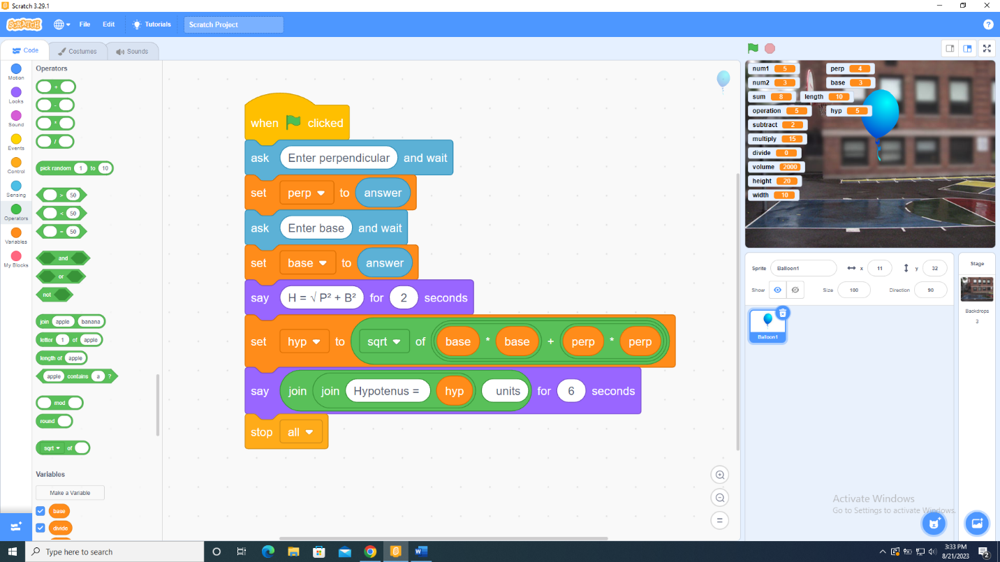 Scratch 3.29.1
SCRATCH File Edit Tutorials Scratch Project ?
Code Costumes Sounds
Motion
Looks
Sound
Events
Control
Sensing
Operators
Variables
My Blocks
Operators
+
-
*
/
pick random 1 to 10
> 50
< 50
= 50
and
or
not
join apple banana
letter 1 of apple
length of apple
apple contains a ?
mod
round
sqrt of
Variables
Make a Variable
base
divide
when clicked
ask Enter perpendicular and wait
set perp to answer
ask Enter base and wait
set base to answer
say H = √ P² + B² for 2 seconds
set hyp to sqrt of base * base + perp * perp
say join join Hypotenus = hyp units for 6 seconds
stop all
num1 5 perp 4
num2 3 base 3
sum 8 length 10
operation 5 hyp 5
subtract 2
multiply 15
divide 0
volume 2000
height 20
width 10
Sprite Balloon1 x 11 y 32
Show Size 100 Direction 90
Balloon1
Stage
Backdrops
3
Activate Windows
Go to Settings to activate Windows.
Type here to search
3:33 PM
8/21/2023
2